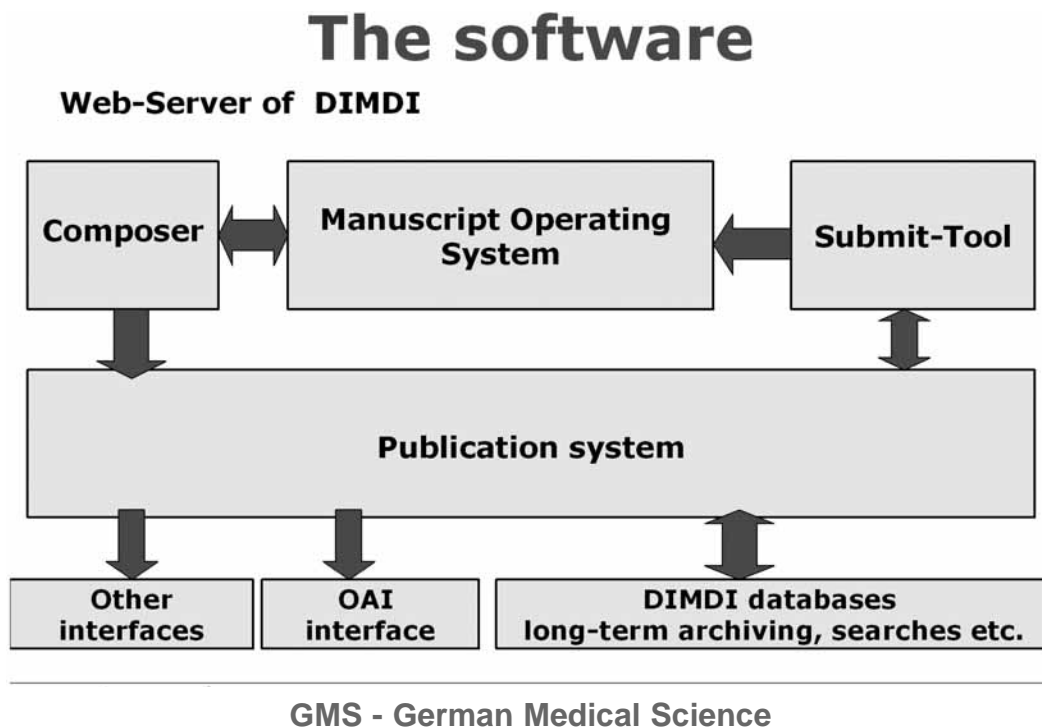 The software
Web-Server of DIMDI
Composer
Manuscript Operating
System
Submit-Tool
Publication system
Other
interfaces
OAI
interface
DIMDI databases
long-term archiving, searches etc.
GMS - German Medical Science